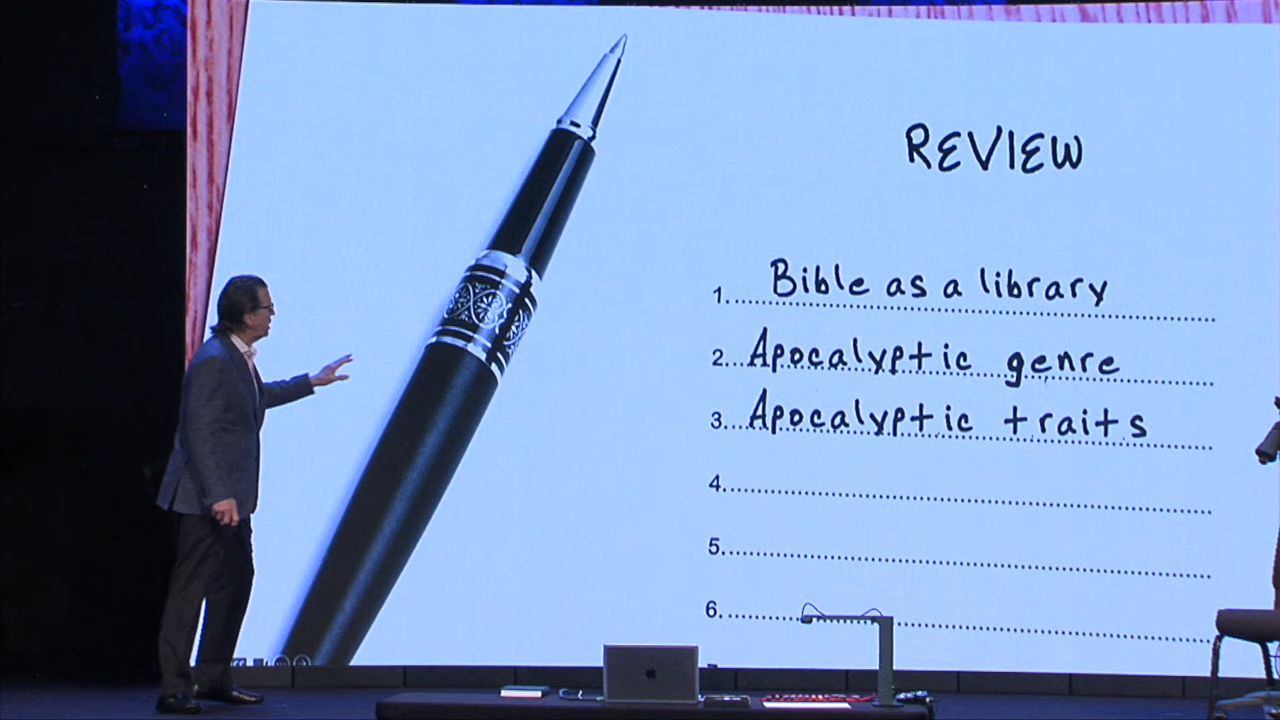 REVIEW
1. Bible as a library
2. Apocalyptic genre
3. Apocalyptic traits
4.
5.
6.